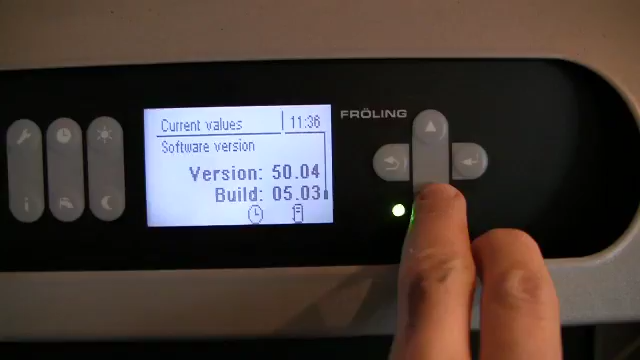 Current values 11:36
Software version
Version: 50.04
Build: 05.03
FRÖLING